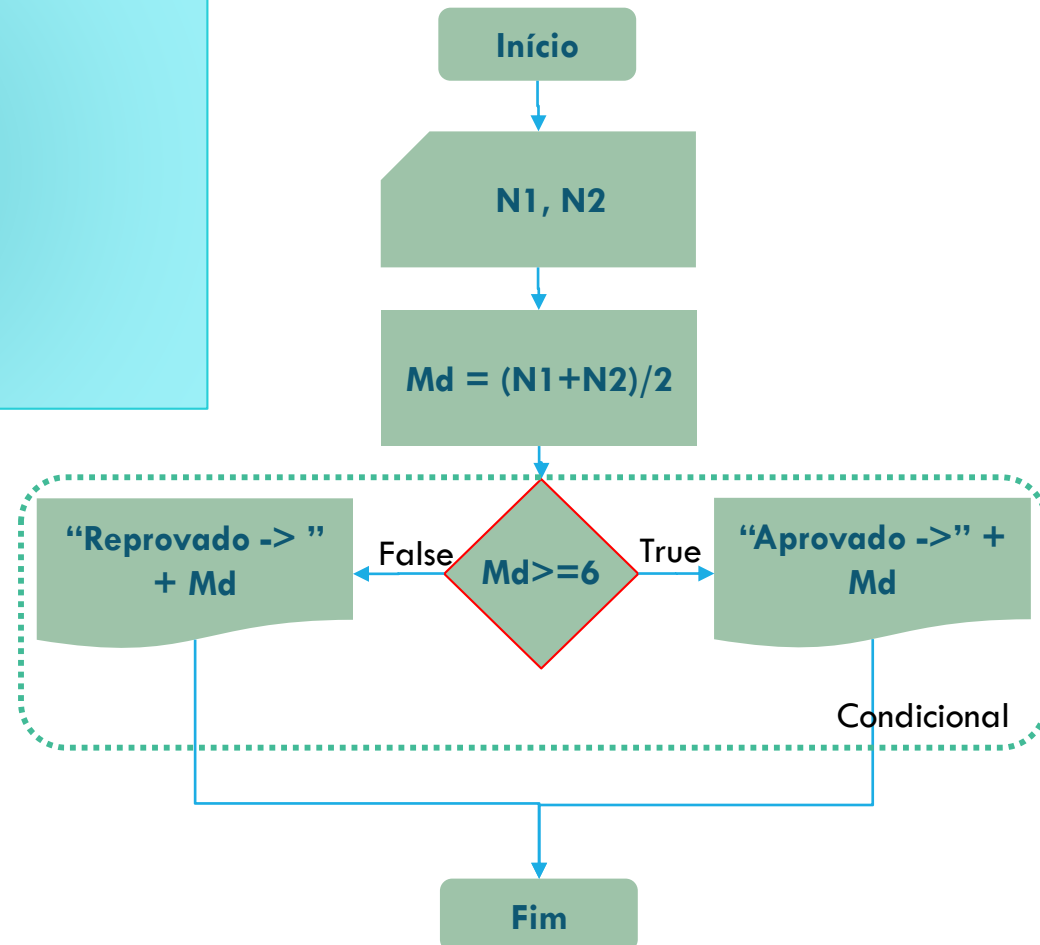 Início
N1, N2
Md = (N1+N2)/2
“Reprovado -> ”
+ Md
False
Md>=6
True
“Aprovado ->” +
Md
Condicional
Fim